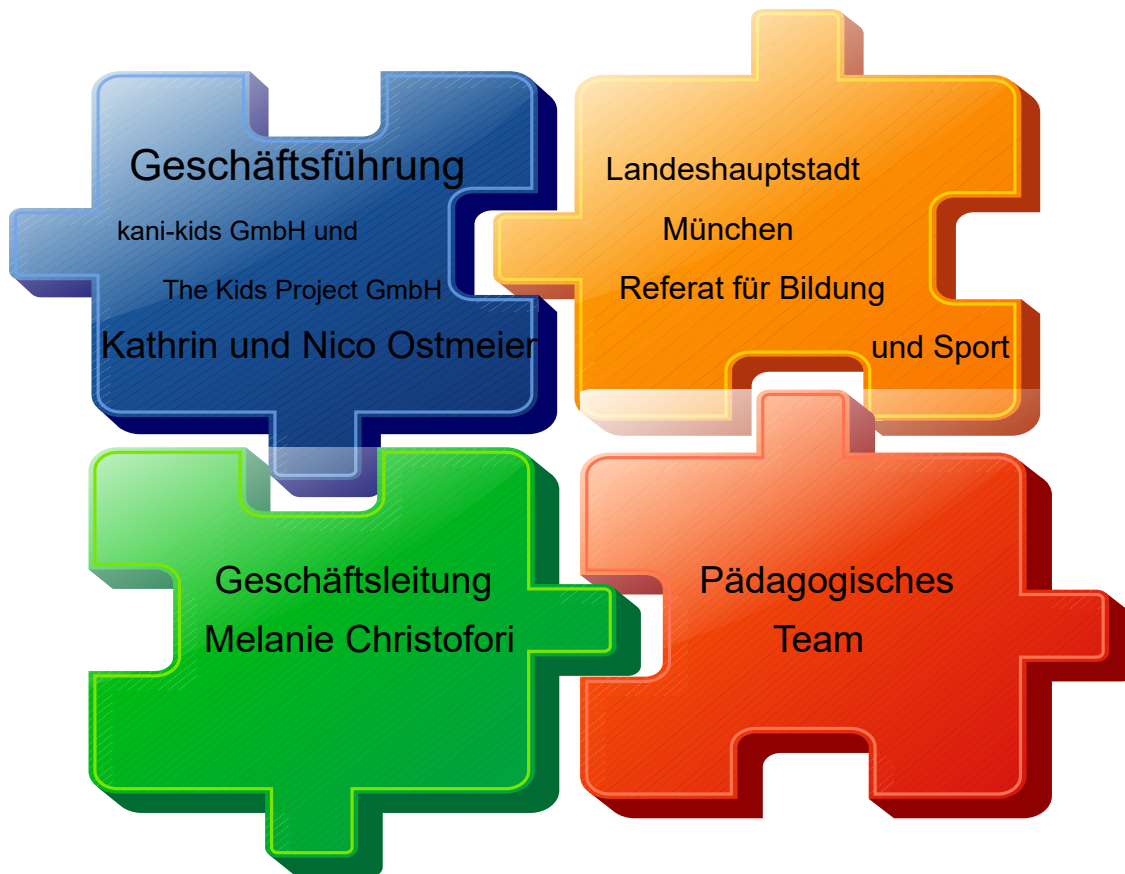 Geschäftsführung
kani-kids GmbH und
The Kids Project GmbH
Kathrin und Nico Ostmeier
Landeshauptstadt
München
Referat für Bildung
und Sport
Geschäftsleitung
Melanie Christofori
Pädagogisches
Team